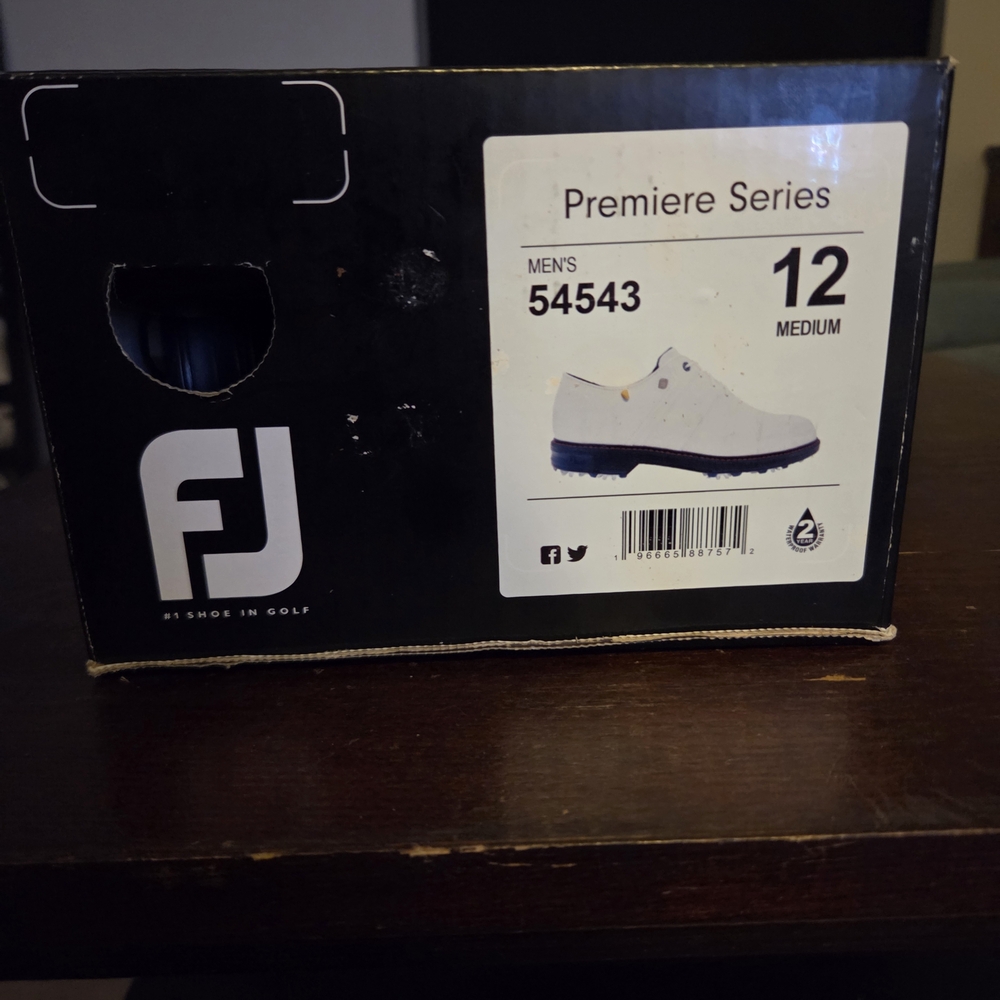 Premiere Series
MEN'S
54543
12
MEDIUM
FJ
#1 SHOE IN GOLF
1 96665 88757 2
2
YEAR
WATERPROOF WARRANTY